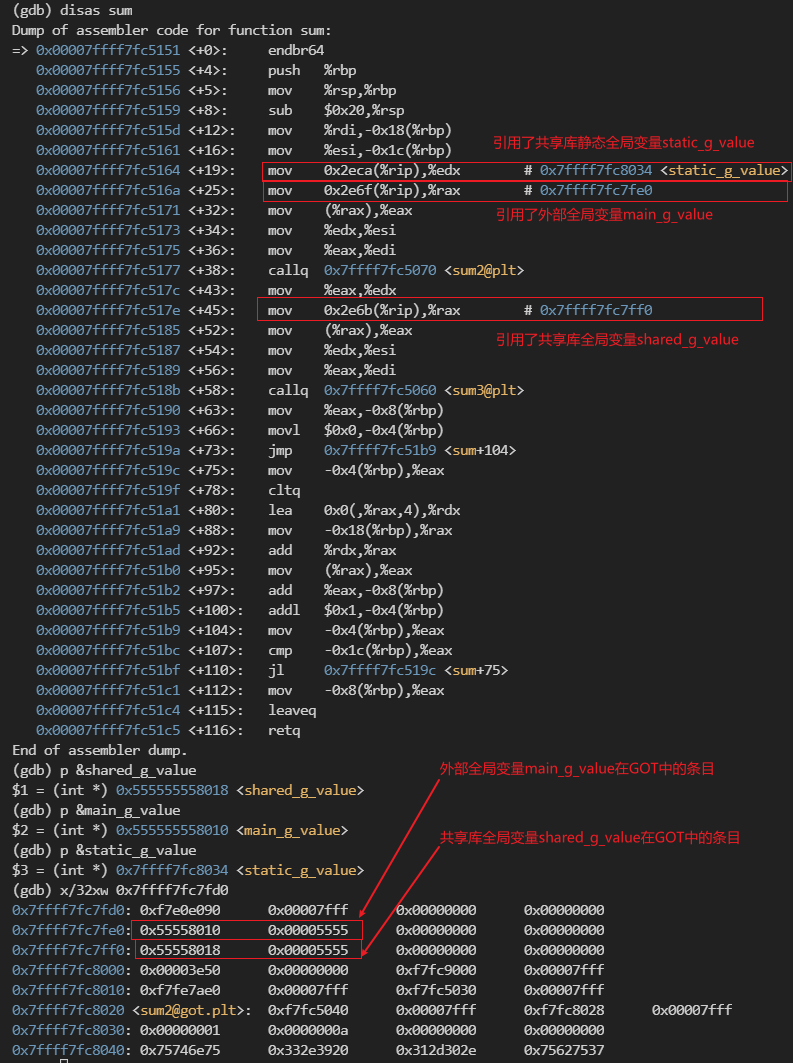 (gdb) disas sum
Dump of assembler code for function sum:
=> 0x00007ffff7fc5151 <+0>: endbr64
0x00007ffff7fc5155 <+4>: push %rbp
0x00007ffff7fc5156 <+5>: mov %rsp,%rbp
0x00007ffff7fc5159 <+8>: sub $0x20,%rsp
0x00007ffff7fc515d <+12>: mov %rdi,-0x18(%rbp)
引用了共享库静态全局变量static_g_value
0x00007ffff7fc5161 <+16>: mov %esi,-0x1c(%rbp)
0x00007ffff7fc5164 <+19>: mov 0x2eca(%rip),%edx # 0x7ffff7fc8034 <static_g_value>
0x00007ffff7fc516a <+25>: mov 0x2e6f(%rip),%rax # 0x7ffff7fc7fe0
0x00007ffff7fc5171 <+32>: mov (%rax),%eax
引用了外部全局变量main_g_value
0x00007ffff7fc5173 <+34>: mov %edx,%esi
0x00007ffff7fc5175 <+36>: mov %eax,%edi
0x00007ffff7fc5177 <+38>: callq 0x7ffff7fc5070 <sum2@plt>
0x00007ffff7fc517c <+43>: mov %eax,%edx
0x00007ffff7fc517e <+45>: mov 0x2e6b(%rip),%rax # 0x7ffff7fc7ff0
0x00007ffff7fc5185 <+52>: mov (%rax),%eax
引用了共享库全局变量shared_g_value
0x00007ffff7fc5187 <+54>: mov %edx,%esi
0x00007ffff7fc5189 <+56>: mov %eax,%edi
0x00007ffff7fc518b <+58>: callq 0x7ffff7fc5060 <sum3@plt>
0x00007ffff7fc5190 <+63>: mov %eax,-0x8(%rbp)
0x00007ffff7fc5193 <+66>: movl $0x0,-0x4(%rbp)
0x00007ffff7fc519a <+73>: jmp 0x7ffff7fc51b9 <sum+104>
0x00007ffff7fc519c <+75>: mov -0x4(%rbp),%eax
0x00007ffff7fc519f <+78>: cltq
0x00007ffff7fc51a1 <+80>: lea 0x0(,%rax,4),%rdx
0x00007ffff7fc51a9 <+88>: mov -0x18(%rbp),%rax
0x00007ffff7fc51ad <+92>: add %rdx,%rax
0x00007ffff7fc51b0 <+95>: mov (%rax),%eax
0x00007ffff7fc51b2 <+97>: add %eax,-0x8(%rbp)
0x00007ffff7fc51b5 <+100>: addl $0x1,-0x4(%rbp)
0x00007ffff7fc51b9 <+104>: mov -0x4(%rbp),%eax
0x00007ffff7fc51bc <+107>: cmp -0x1c(%rbp),%eax
0x00007ffff7fc51bf <+110>: jl 0x7ffff7fc519c <sum+75>
0x00007ffff7fc51c1 <+112>: mov -0x8(%rbp),%eax
0x00007ffff7fc51c4 <+115>: leaveq
0x00007ffff7fc51c5 <+116>: retq
End of assembler dump.
(gdb) p &shared_g_value
外部全局变量main_g_value在GOT中的条目
$1 = (int *) 0x555555558018 <shared_g_value>
(gdb) p &main_g_value
$2 = (int *) 0x555555558010 <main_g_value>
共享库全局变量shared_g_value在GOT中的条目
(gdb) p &static_g_value
$3 = (int *) 0x7ffff7fc8034 <static_g_value>
(gdb) x/32xw 0x7ffff7fc7fd0
0x7ffff7fc7fd0: 0xf7e0e090 0x00007fff 0x00000000 0x00000000
0x7ffff7fc7fe0: 0x55558010 0x00005555 0x00000000 0x00000000
0x7ffff7fc7ff0: 0x55558018 0x00005555 0x00000000 0x00000000
0x7ffff7fc8000: 0x00003e50 0x00000000 0xf7fc9000 0x00007fff
0x7ffff7fc8010: 0xf7fe7ae0 0x00007fff 0xf7fc5030 0x00007fff
0x7ffff7fc8020 <sum2@got.plt>: 0xf7fc5040 0x00007fff 0xf7fc8028 0x00007fff
0x7ffff7fc8030: 0x00000001 0x0000000a 0x00000000 0x00000000
0x7ffff7fc8040: 0x75746e75 0x332e3920 0x312d302e 0x75627537